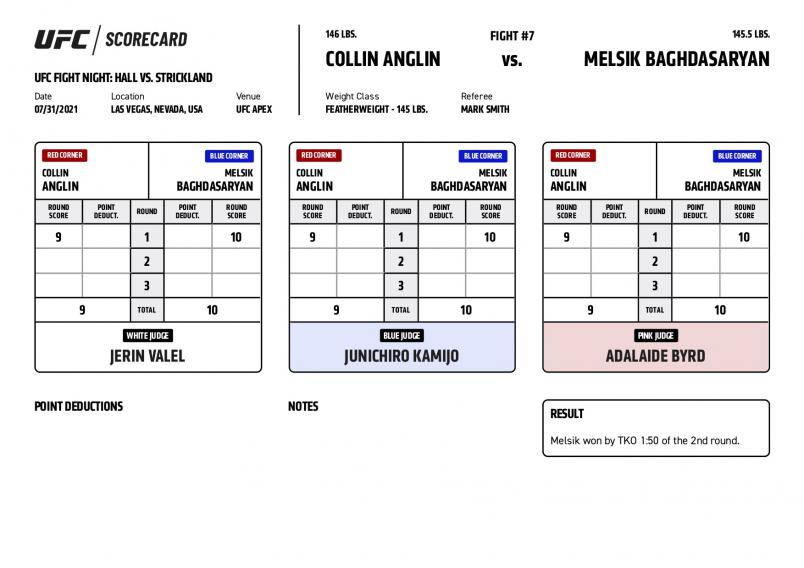 UFC / SCORECARD
UFC FIGHT NIGHT: HALL VS. STRICKLAND
Date Location Venue
07/31/2021 LAS VEGAS, NEVADA, USA UFC APEX
146 LBS. FIGHT #7 145.5 LBS.
COLLIN ANGLIN VS. MELSIK BAGHDASARYAN
Weight Class Referee
FEATHERWEIGHT - 145 LBS. MARK SMITH
RED CORNER BLUE CORNER
COLLIN MELSIK
ANGLIN BAGHDASARYAN
ROUND SCORE POINT DEDUCT. ROUND POINT DEDUCT. ROUND SCORE
9 1 10
2
3
9 TOTAL 10
WHITE JUDGE
JERIN VALEL
RED CORNER BLUE CORNER
COLLIN MELSIK
ANGLIN BAGHDASARYAN
ROUND SCORE POINT DEDUCT. ROUND POINT DEDUCT. ROUND SCORE
9 1 10
2
3
9 TOTAL 10
BLUE JUDGE
JUNICHIRO KAMIJO
RED CORNER BLUE CORNER
COLLIN MELSIK
ANGLIN BAGHDASARYAN
ROUND SCORE POINT DEDUCT. ROUND POINT DEDUCT. ROUND SCORE
9 1 10
2
3
9 TOTAL 10
PINK JUDGE
ADALAIDE BYRD
POINT DEDUCTIONS
NOTES
RESULT
Melsik won by TKO 1:50 of the 2nd round.